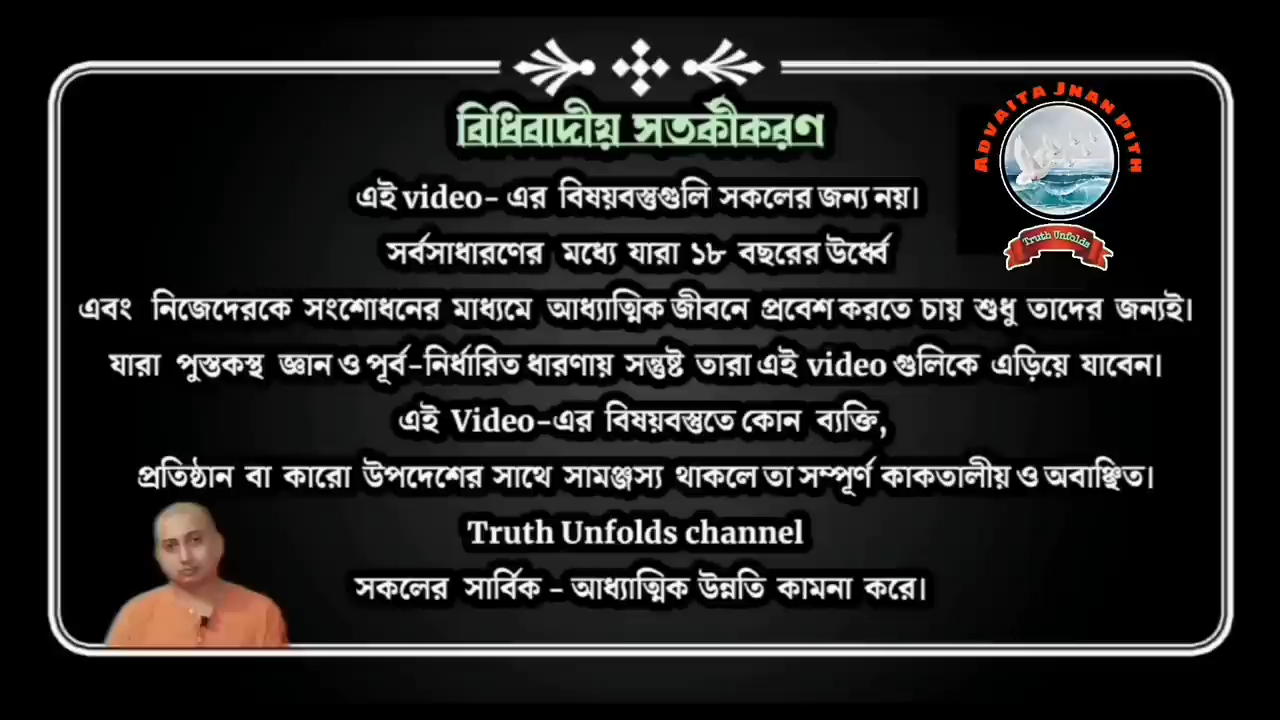 বিধিবাদীয় সতর্কীকরণ
ADVAITA JNAN PITH
Truth Unfolds
এই video- এর বিষয়বস্তুগুলি সকলের জন্য নয়।
সর্বসাধারণের মধ্যে যারা ১৮ বছরের উর্ধ্বে
এবং নিজেদেরকে সংশোধনের মাধ্যমে আধ্যাত্মিক জীবনে প্রবেশ করতে চায় শুধু তাদের জন্যই।
যারা পুস্তকস্থ জ্ঞান ও পূর্ব-নির্ধারিত ধারণায় সন্তুষ্ট তারা এই video গুলিকে এড়িয়ে যাবেন।
এই Video-এর বিষয়বস্তুতে কোন ব্যক্তি,
প্রতিষ্ঠান বা কারো উপদেশের সাথে সামঞ্জস্য থাকলে তা সম্পূর্ণ কাকতালীয় ও অবাঞ্ছিত।
Truth Unfolds channel
সকলের সার্বিক - আধ্যাত্মিক উন্নতি কামনা করে।